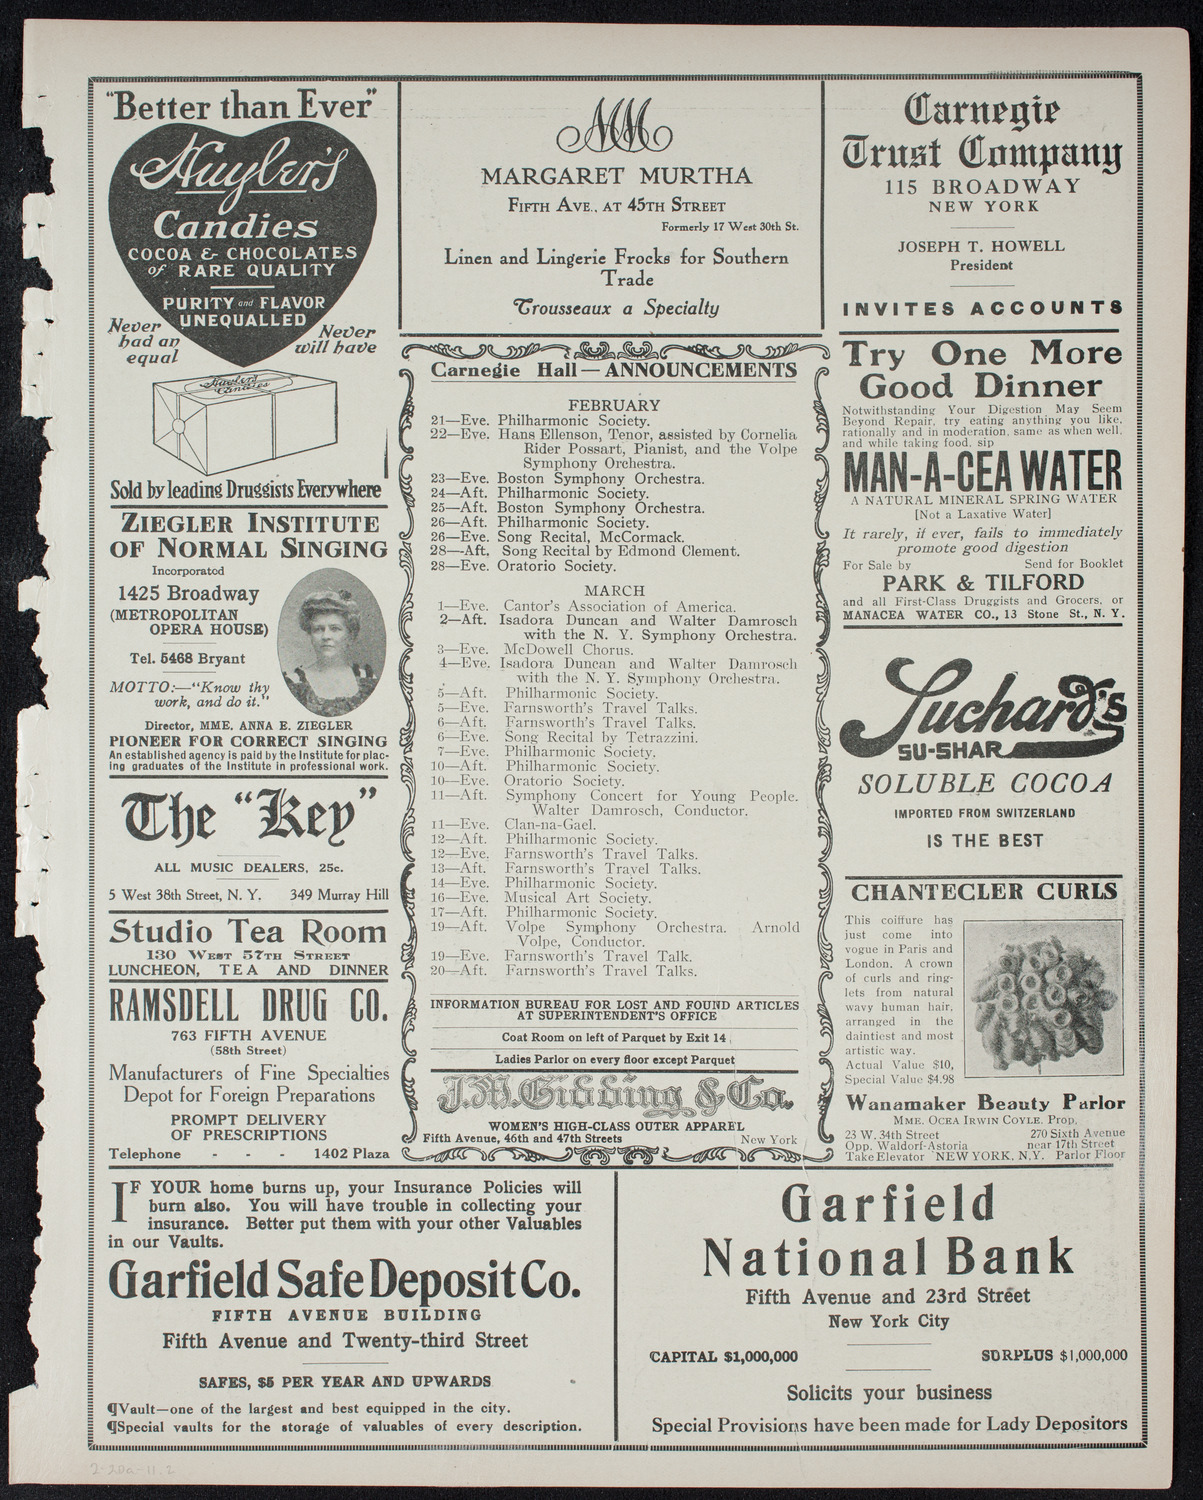 "Better than Ever"
Huyler's
Candies
COCOA & CHOCOLATES
of RARE QUALITY
PURITY and FLAVOR
UNEQUALLED
Never had an equal
Never will have
Huyler's
Candies
Sold by leading Druggists Everywhere
ZIEGLER INSTITUTE
OF NORMAL SINGING
Incorporated
1425 Broadway
(METROPOLITAN
OPERA HOUSE)
Tel. 5468 Bryant
MOTTO:—"Know thy
work, and do it."
Director, MME. ANNA E. ZIEGLER
PIONEER FOR CORRECT SINGING
An established agency is paid by the Institute for plac-
ing graduates of the Institute in professional work.
The "Key"
ALL MUSIC DEALERS, 25c.
5 West 38th Street, N. Y. 349 Murray Hill
Studio Tea Room
130 WEST 57TH STREET
LUNCHEON, TEA AND DINNER
RAMSDELL DRUG CO.
763 FIFTH AVENUE
(58th Street)
Manufacturers of Fine Specialties
Depot for Foreign Preparations
PROMPT DELIVERY
OF PRESCRIPTIONS
Telephone - - - 1402 Plaza
MM
MARGARET MURTHA
FIFTH AVE., AT 45TH STREET
Formerly 17 West 30th St.
Linen and Lingerie Frocks for Southern
Trade
Trousseaux a Specialty
Carnegie Hall—ANNOUNCEMENTS
FEBRUARY
21—Eve. Philharmonic Society.
22—Eve. Hans Ellenson, Tenor, assisted by Cornelia
Rider Possart, Pianist, and the Volpe
Symphony Orchestra.
23—Eve. Boston Symphony Orchestra.
24—Aft. Philharmonic Society.
25—Aft. Boston Symphony Orchestra.
26—Aft. Philharmonic Society.
26—Eve. Song Recital, McCormack.
28—Aft. Song Recital by Edmond Clement.
28—Eve. Oratorio Society.
MARCH
1—Eve. Cantor's Association of America.
2—Aft. Isadora Duncan and Walter Damrosch
with the N. Y. Symphony Orchestra.
3—Eve. McDowell Chorus.
4—Eve. Isadora Duncan and Walter Damrosch
with the N. Y. Symphony Orchestra.
5—Aft. Philharmonic Society.
5—Eve. Farnsworth's Travel Talks.
6—Aft. Farnsworth's Travel Talks.
6—Eve. Song Recital by Tetrazzini.
7—Eve. Philharmonic Society.
10—Aft. Philharmonic Society.
10—Eve. Oratorio Society.
11—Aft. Symphony Concert for Young People.
Walter Damrosch, Conductor.
11—Eve. Clan-na-Gael.
12—Aft. Philharmonic Society.
12—Eve. Farnsworth's Travel Talks.
13—Aft. Farnsworth's Travel Talks.
14—Eve. Philharmonic Society.
16—Eve. Musical Art Society.
17—Aft. Philharmonic Society.
19—Aft. Volpe Symphony Orchestra. Arnold
Volpe, Conductor.
19—Eve. Farnsworth's Travel Talk.
20—Aft. Farnsworth's Travel Talks.
INFORMATION BUREAU FOR LOST AND FOUND ARTICLES
AT SUPERINTENDENT'S OFFICE
Coat Room on left of Parquet by Exit 14
Ladies Parlor on every floor except Parquet
J.M. Gidding & Co.
WOMEN'S HIGH-CLASS OUTER APPAREL
Fifth Avenue, 46th and 47th Streets New York
Carnegie
Trust Company
115 BROADWAY
NEW YORK
JOSEPH T. HOWELL
President
INVITES ACCOUNTS
Try One More
Good Dinner
Notwithstanding Your Digestion May Seem
Beyond Repair, try eating anything you like,
rationally and in moderation, same as when well,
and while taking food, sip
MAN-A-CEA WATER
A NATURAL MINERAL SPRING WATER
[Not a Laxative Water]
It rarely, if ever, fails to immediately
promote good digestion
For Sale by Send for Booklet
PARK & TILFORD
and all First-Class Druggists and Grocers, or
MANACEA WATER CO., 13 Stone St., N. Y.
Suchard's
SU-SHAR
SOLUBLE COCOA
IMPORTED FROM SWITZERLAND
IS THE BEST
CHANTECLER CURLS
This coiffure has
just come into
vogue in Paris and
London. A crown
of curls and ring-
lets from natural
wavy human hair,
arranged in the
daintiest and most
artistic way.
Actual Value $10,
Special Value $4.98
Wanamaker Beauty Parlor
MME. OCEA IRWIN COYLE, Prop.
23 W. 34th Street 270 Sixth Avenue
Opp. Waldorf-Astoria near 17th Street
Take Elevator NEW YORK, N.Y. Parlor Floor
IF YOUR home burns up, your Insurance Policies will
burn also. You will have trouble in collecting your
insurance. Better put them with your other Valuables
in our Vaults.
Garfield Safe Deposit Co.
FIFTH AVENUE BUILDING
Fifth Avenue and Twenty-third Street
SAFES, $5 PER YEAR AND UPWARDS
¶Vault—one of the largest and best equipped in the city.
¶Special vaults for the storage of valuables of every description.
Garfield
National Bank
Fifth Avenue and 23rd Street
New York City
CAPITAL $1,000,000 SURPLUS $1,000,000
Solicits your business
Special Provisions have been made for Lady Depositors
2-20a-11.2